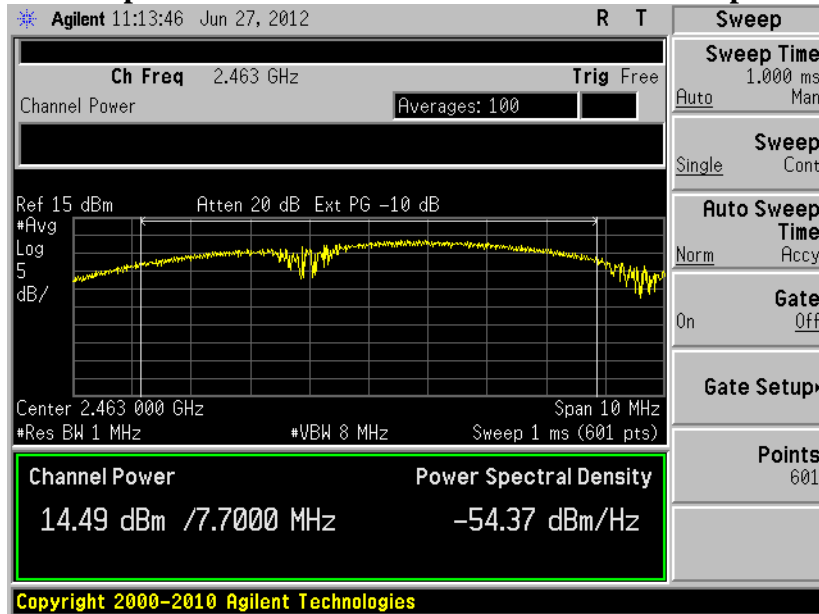 Agilent 11:13:46 Jun 27, 2012 R T
Ch Freq 2.463 GHz Trig Free
Channel Power Averages: 100
Ref 15 dBm Atten 20 dB Ext PG -10 dB
#Avg
Log
5
dB/
Center 2.463 000 GHz Span 10 MHz
#Res BW 1 MHz #VBW 8 MHz Sweep 1 ms (601 pts)
Channel Power Power Spectral Density
14.49 dBm /7.7000 MHz -54.37 dBm/Hz
Copyright 2000-2010 Agilent Technologies
Sweep
Sweep Time
1.000 ms
Auto Man
Sweep
Single Cont
Auto Sweep
Time
Norm Accy
Gate
On Off
Gate Setup
Points
601